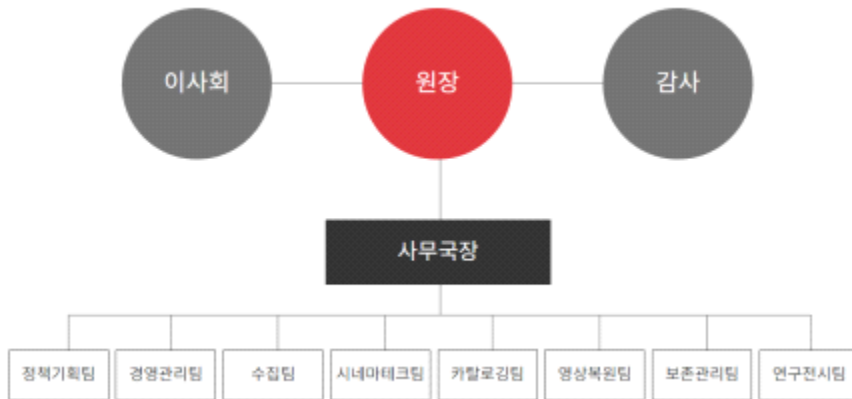 이사회
원장
감사
사무국장
정책기획팀
경영관리팀
수집팀
시네마테크팀
카탈로깅팀
영상복원팀
보존관리팀
연구전시팀